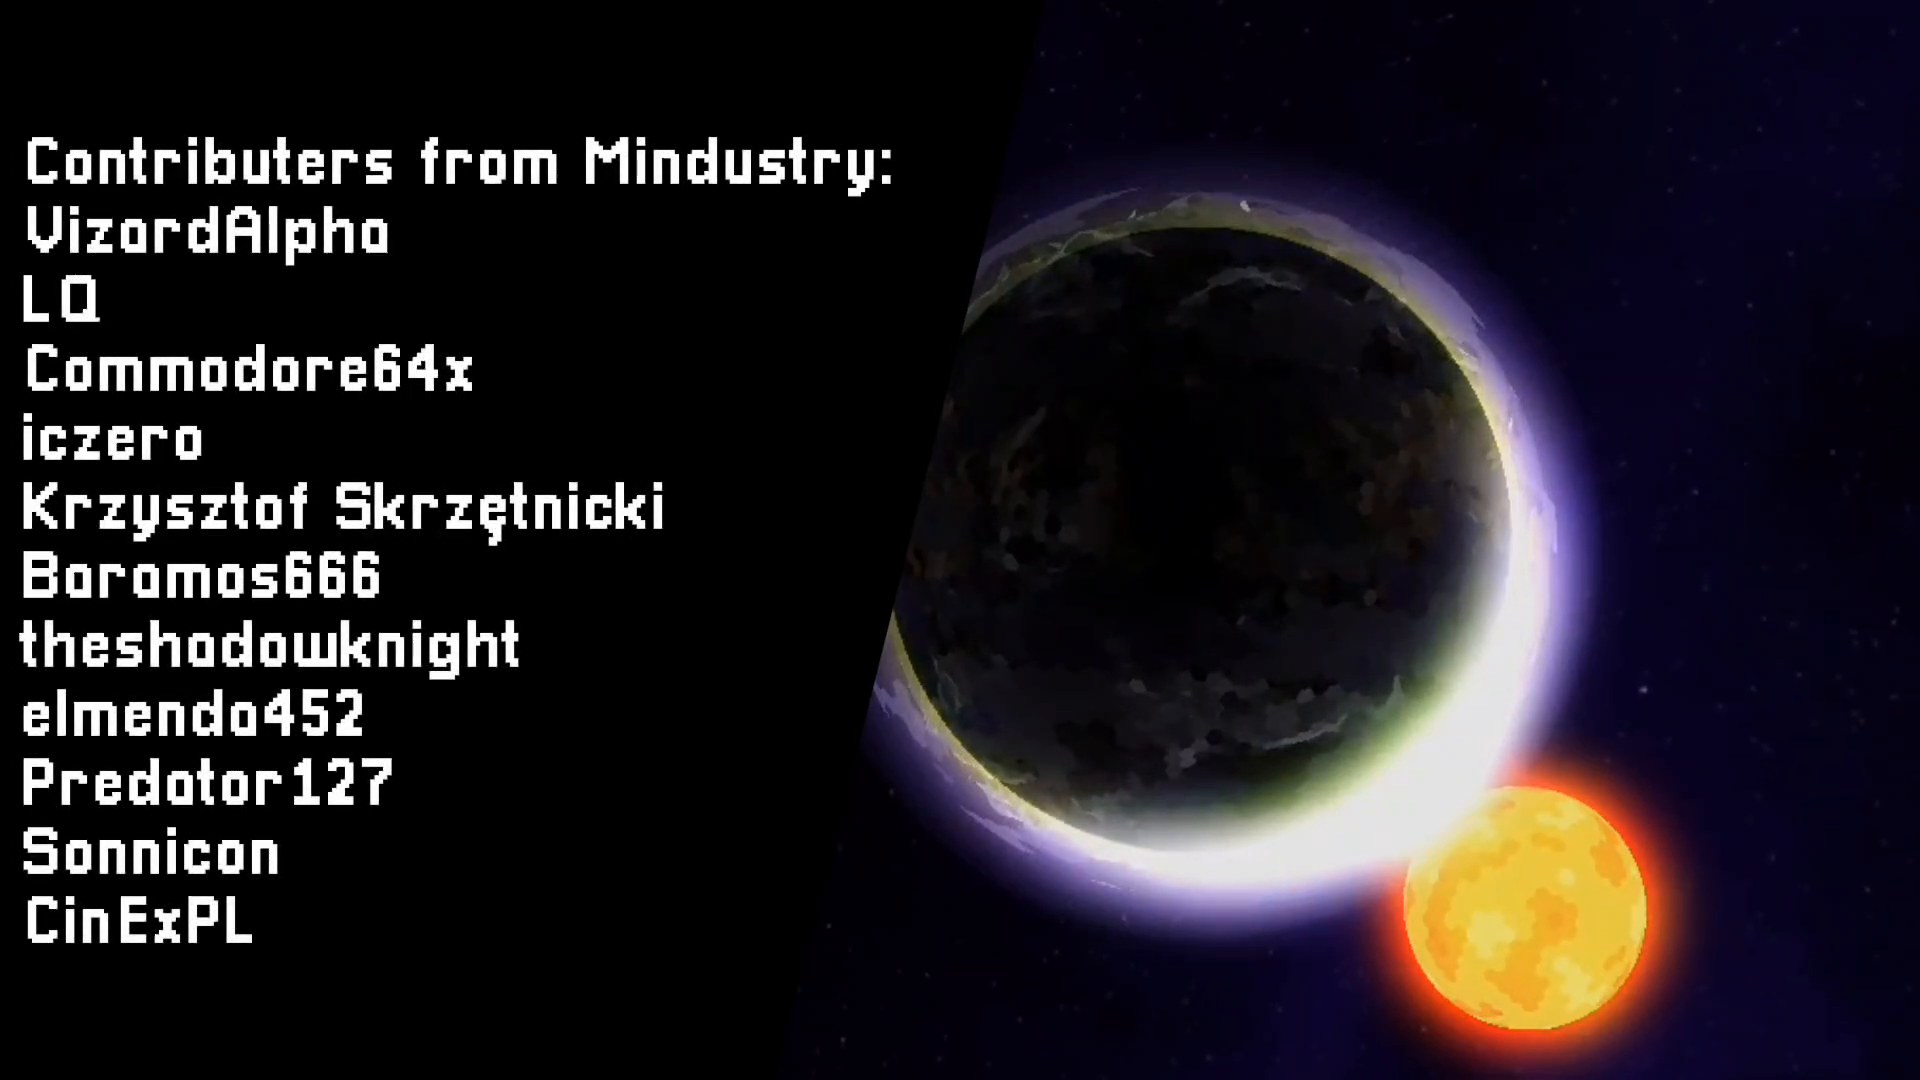 Contributers from Mindustry:
VizardAlpha
LQ
Commodore64x
iczero
Krzysztof Skrzętnicki
Baramos666
theshadowknight
elmenda452
Predator127
Sonnicon
CinExPL